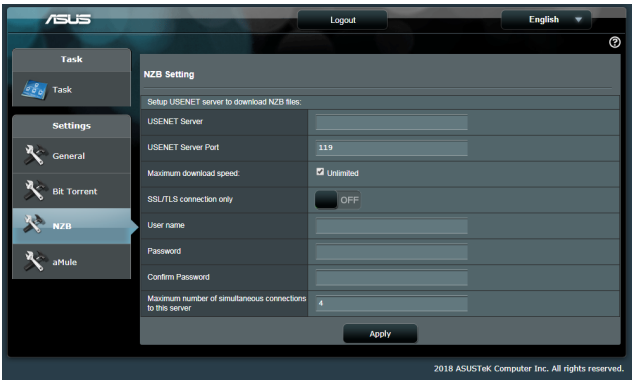 ASUS
Logout
English
Task
Task
Settings
General
Bit Torrent
NZB
aMule
NZB Setting
Setup USENET server to download NZB files:
USENET Server
USENET Server Port 119
Maximum download speed: Unlimited
SSL/TLS connection only OFF
User name
Password
Confirm Password
Maximum number of simultaneous connections
to this server 4
Apply
2018 ASUSTeK Computer Inc. All rights reserved.